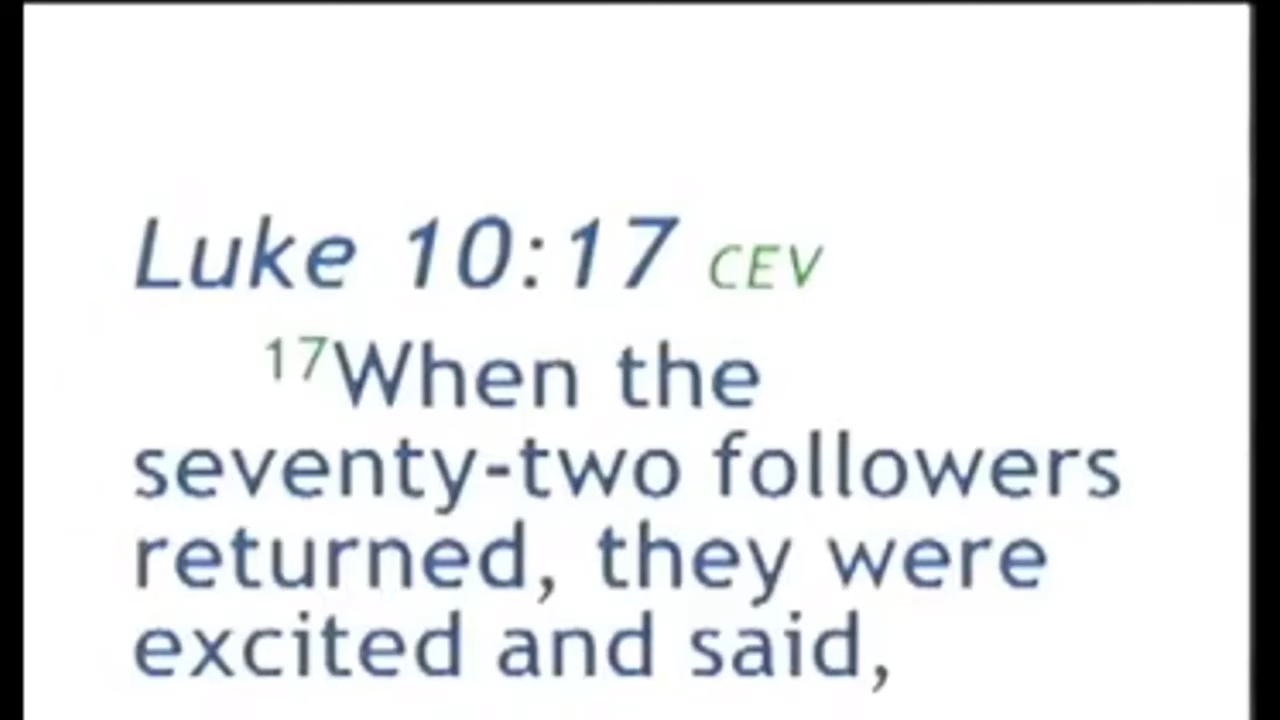 Luke 10:17 CEV
17When the
seventy-two followers
returned, they were
excited and said,